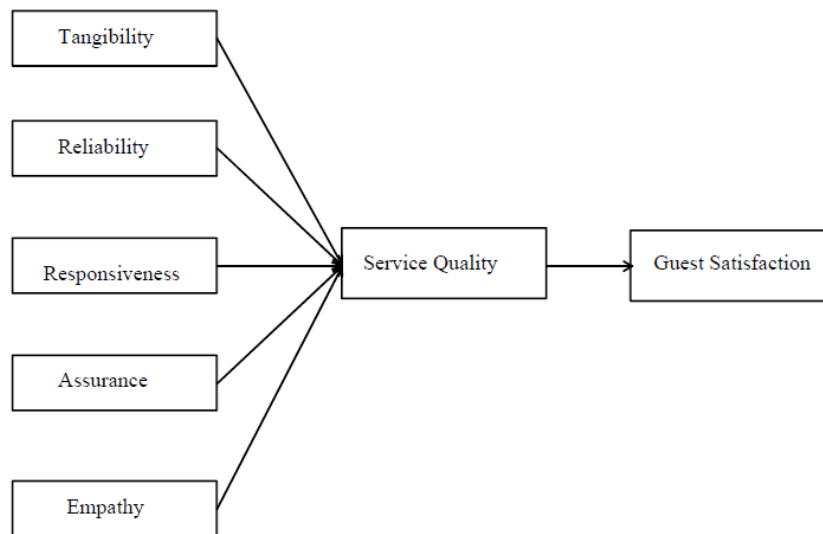 Tangibility
Reliability
Responsiveness
Service Quality
Guest Satisfaction
Assurance
Empathy